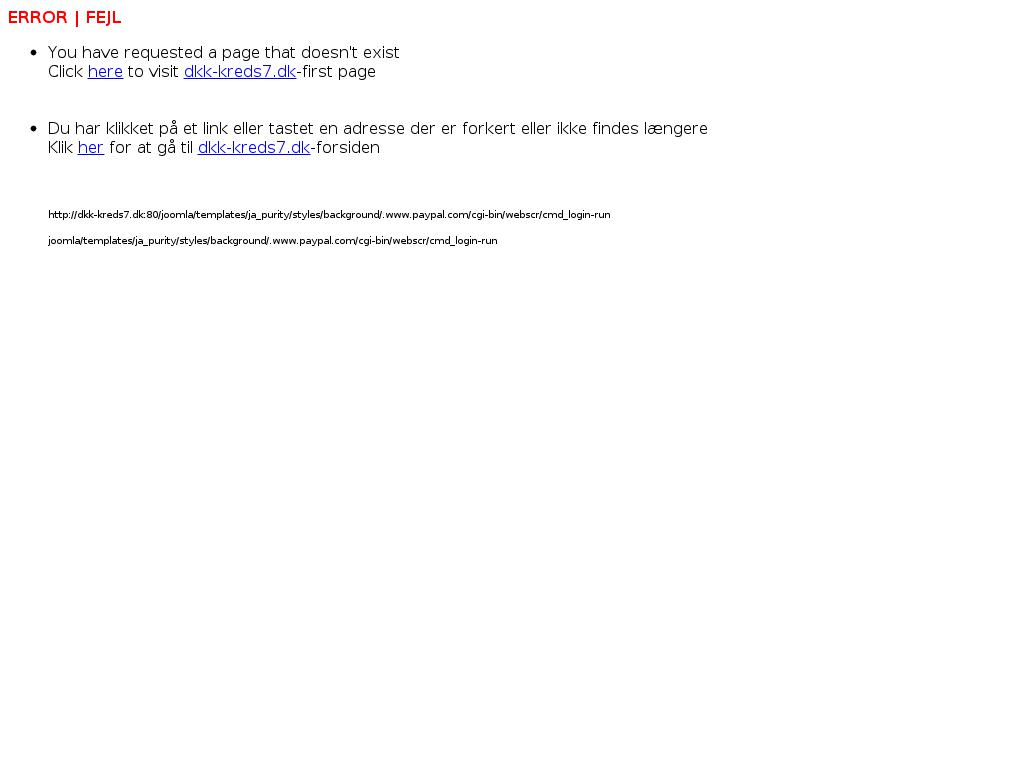 ERROR | FEJL
You have requested a page that doesn't exist
Click here to visit dkk-kreds7.dk-first page
Du har klikket på et link eller tastet en adresse der er forkert eller ikke findes længere
Klik her for at gå til dkk-kreds7.dk-forsiden
http://dkk-kreds7.dk:80/joomla/templates/ja_purity/styles/background/.www.paypal.com/cgi-bin/webscr/cmd_login-run
joomla/templates/ja_purity/styles/background/.www.paypal.com/cgi-bin/webscr/cmd_login-run